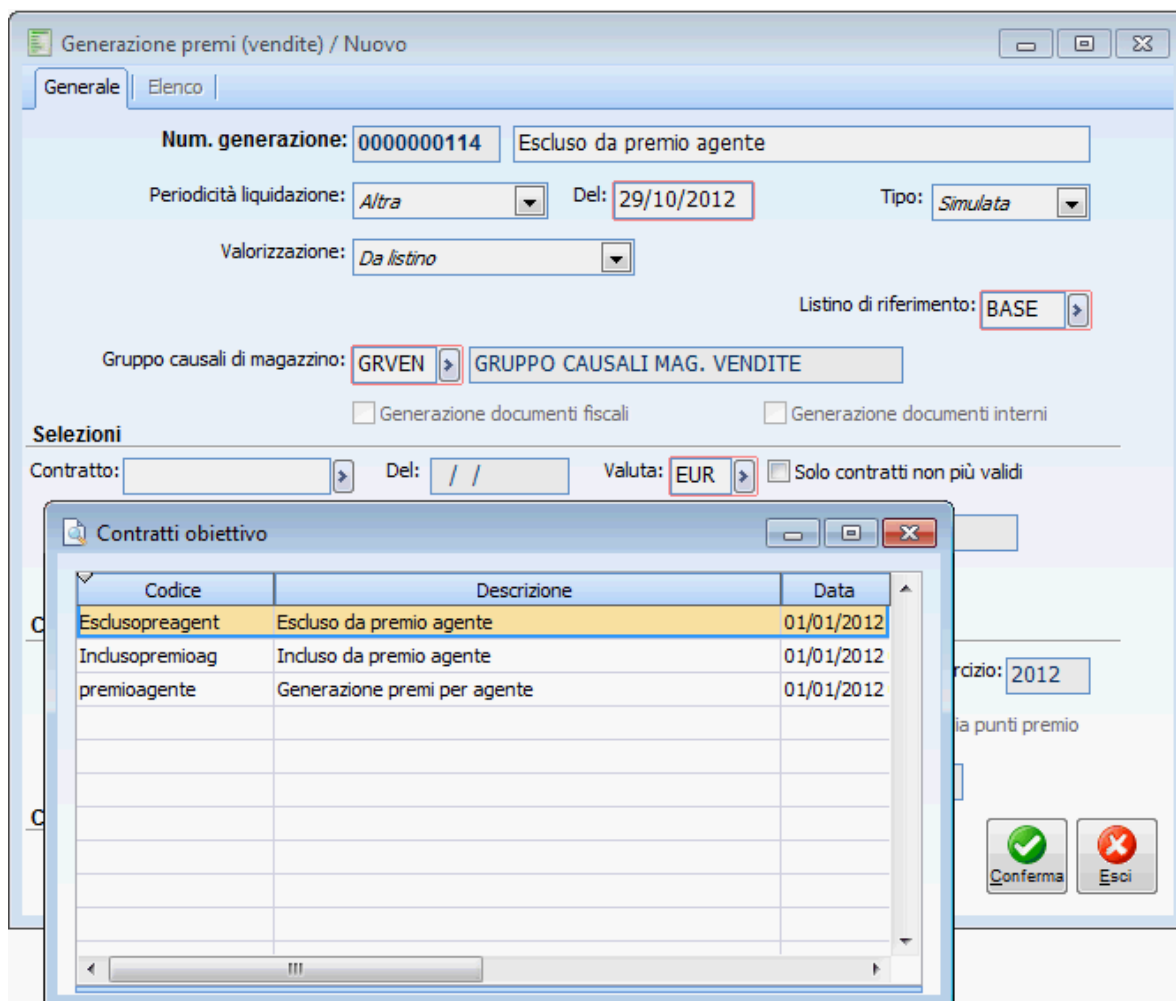 Generazione premi (vendite) / Nuovo
Generale Elenco
Num. generazione: 0000000114 Escluso da premio agente
Periodicità liquidazione: Altra Del: 29/10/2012 Tipo: Simulata
Valorizzazione: Da listino
Listino di riferimento: BASE
Gruppo causali di magazzino: GRVEN GRUPPO CAUSALI MAG. VENDITE
Generazione documenti fiscali Generazione documenti interni
Selezioni
Contratto: Del: / / Valuta: EUR Solo contratti non più validi
Contratti obiettivo
Codice Descrizione Data
Esclusopreagent Escluso da premio agente 01/01/2012
Inclusopremioag Incluso da premio agente 01/01/2012
premioagente Generazione premi per agente 01/01/2012
C
rcizio: 2012
ia punti premio
C
Conferma Esci